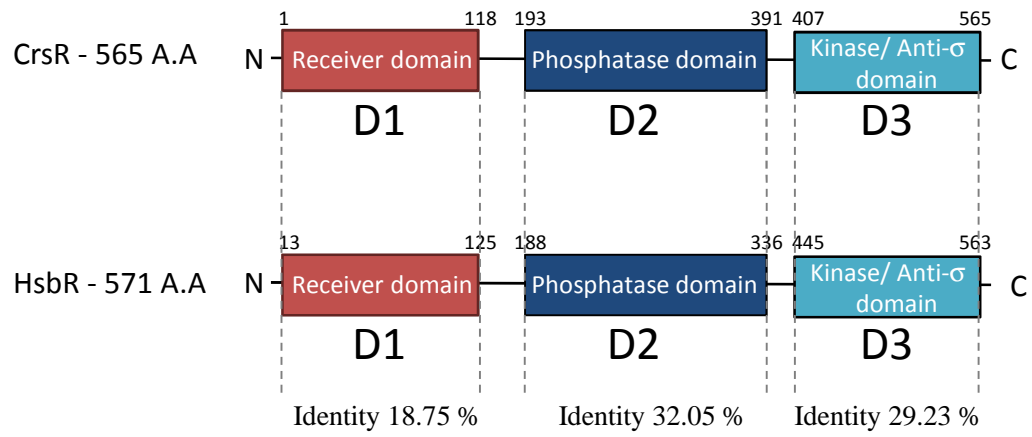 1 118 193 391 407 565
CrsR - 565 A.A N Receiver domain Phosphatase domain Kinase/ Anti-σ domain C
D1 D2 D3
13 125 188 336 445 563
HsbR - 571 A.A N Receiver domain Phosphatase domain Kinase/ Anti-σ domain C
D1 D2 D3
Identity 18.75 % Identity 32.05 % Identity 29.23 %